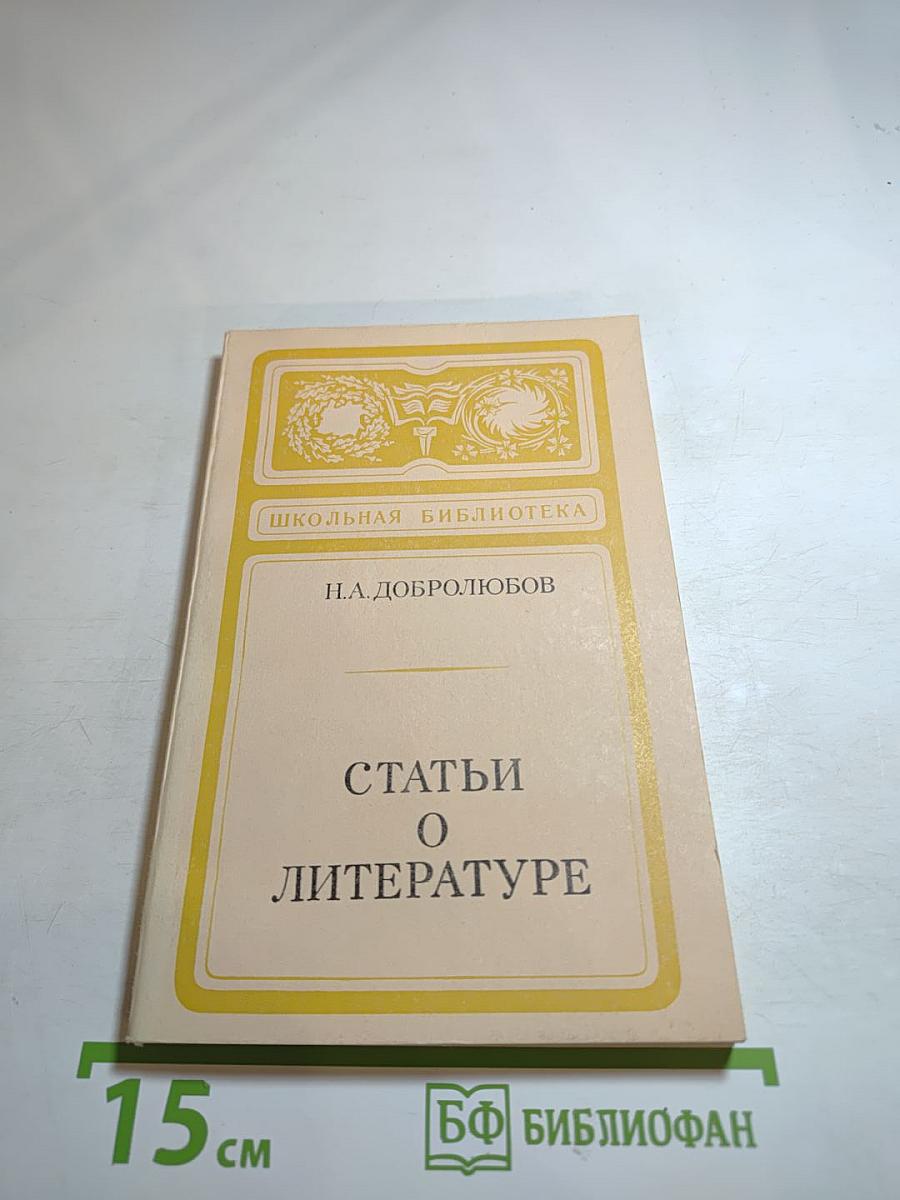 ШКОЛЬНАЯ БИБЛИОТЕКА
Н.А.ДОБРОЛЮБОВ
СТАТЬИ
О
ЛИТЕРАТУРЕ
15 см
БФ БИБЛИОФАН